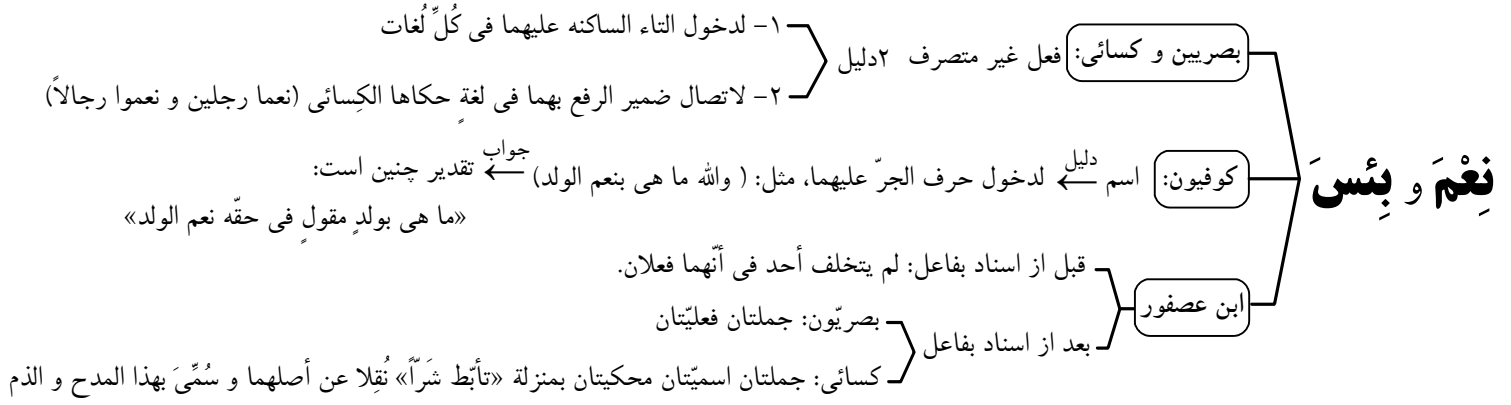 نِعْمَ و بِئسَ
بصریین و کسائی: فعل غیر متصرف ۲دلیل
۱- لدخول التاء الساکنه علیهما فی کُلِّ لُغات
۲- لاتصال ضمیر الرفع بهما فی لغةٍ حکاها الکِسائی (نعما رجلین و نعموا رجالاً)
کوفیون: اسم دلیل ← لدخول حرف الجرّ علیهما، مثل: ( والله ما هی بنعم الولد) جواب ← تقدیر چنین است:
«ما هی بولدٍ مقولٍ فی حقّه نعم الولد»
ابن عصفور
قبل از اسناد بفاعل: لم یتخلف أحد فی أنّهما فعلان.
بعد از اسناد بفاعل
بصریّون: جملتان فعلیّتان
کسائی: جملتان اسمیّتان محکیتان بمنزلة «تأبّط شَرّاً» نُقِلا عن أصلهما و سُمِّیَ بهذا المدح و الذم